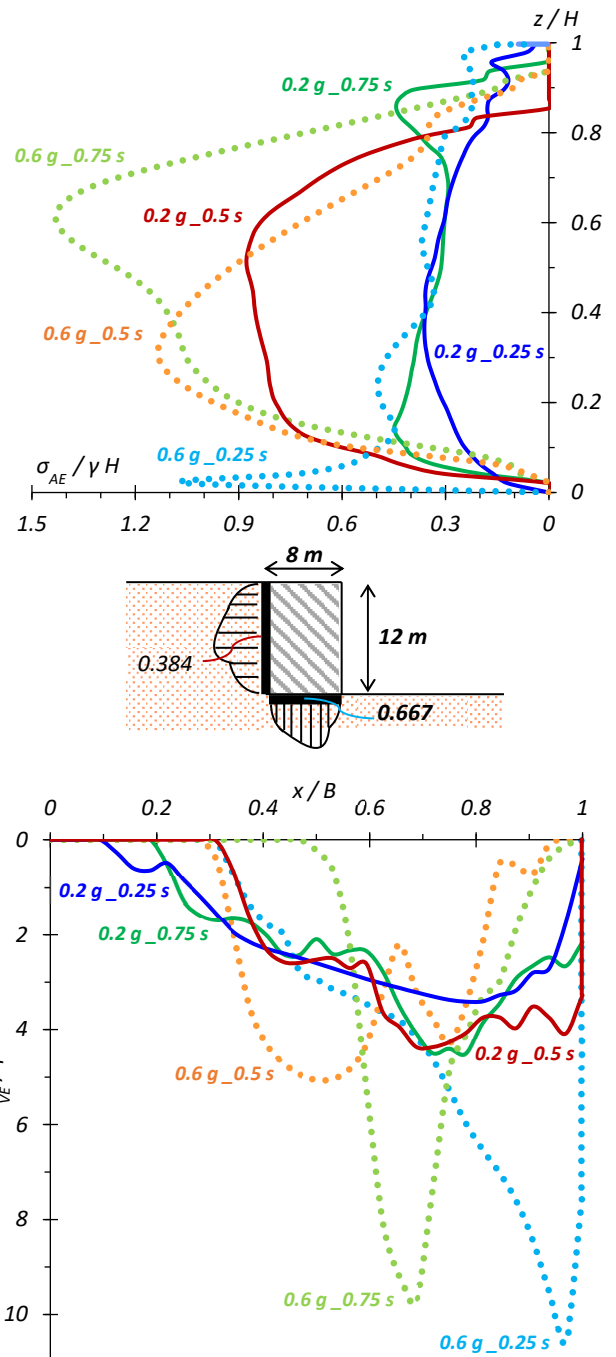 z / H
1
0.2 g _0.75 s
0.8
0.6 g _0.75 s
0.2 g _0.5 s
0.6
0.4
0.6 g _0.5 s
0.2 g _0.25 s
0.2
0.6 g _0.25 s
σAE / γ H
0
1.5 1.2 0.9 0.6 0.3 0
8 m
12 m
0.384
0.667
x / B
0 0.2 0.4 0.6 0.8 1
0
0.2 g _0.25 s
0.2 g _0.75 s
2
4
0.2 g _0.5 s
0.6 g _0.5 s
VE
6
8
0.6 g _0.75 s
10
0.6 g _0.25 s